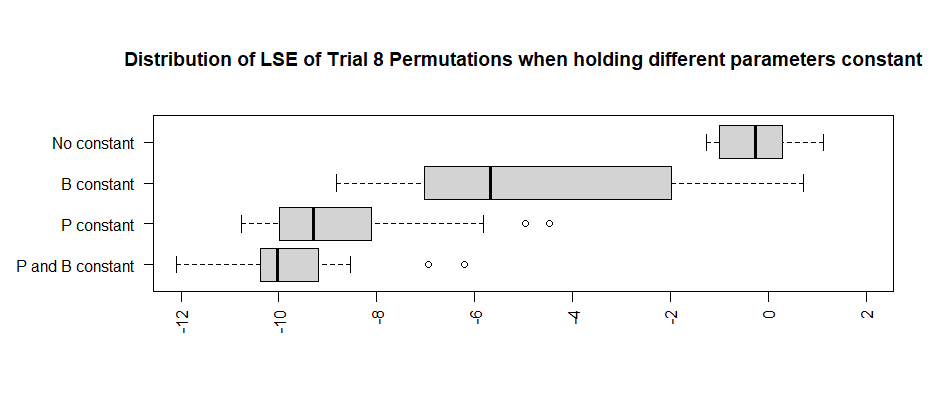 Distribution of LSE of Trial 8 Permutations when holding different parameters constant
No constant
B constant
P constant
P and B constant
-12 -10 -8 -6 -4 -2 0 2